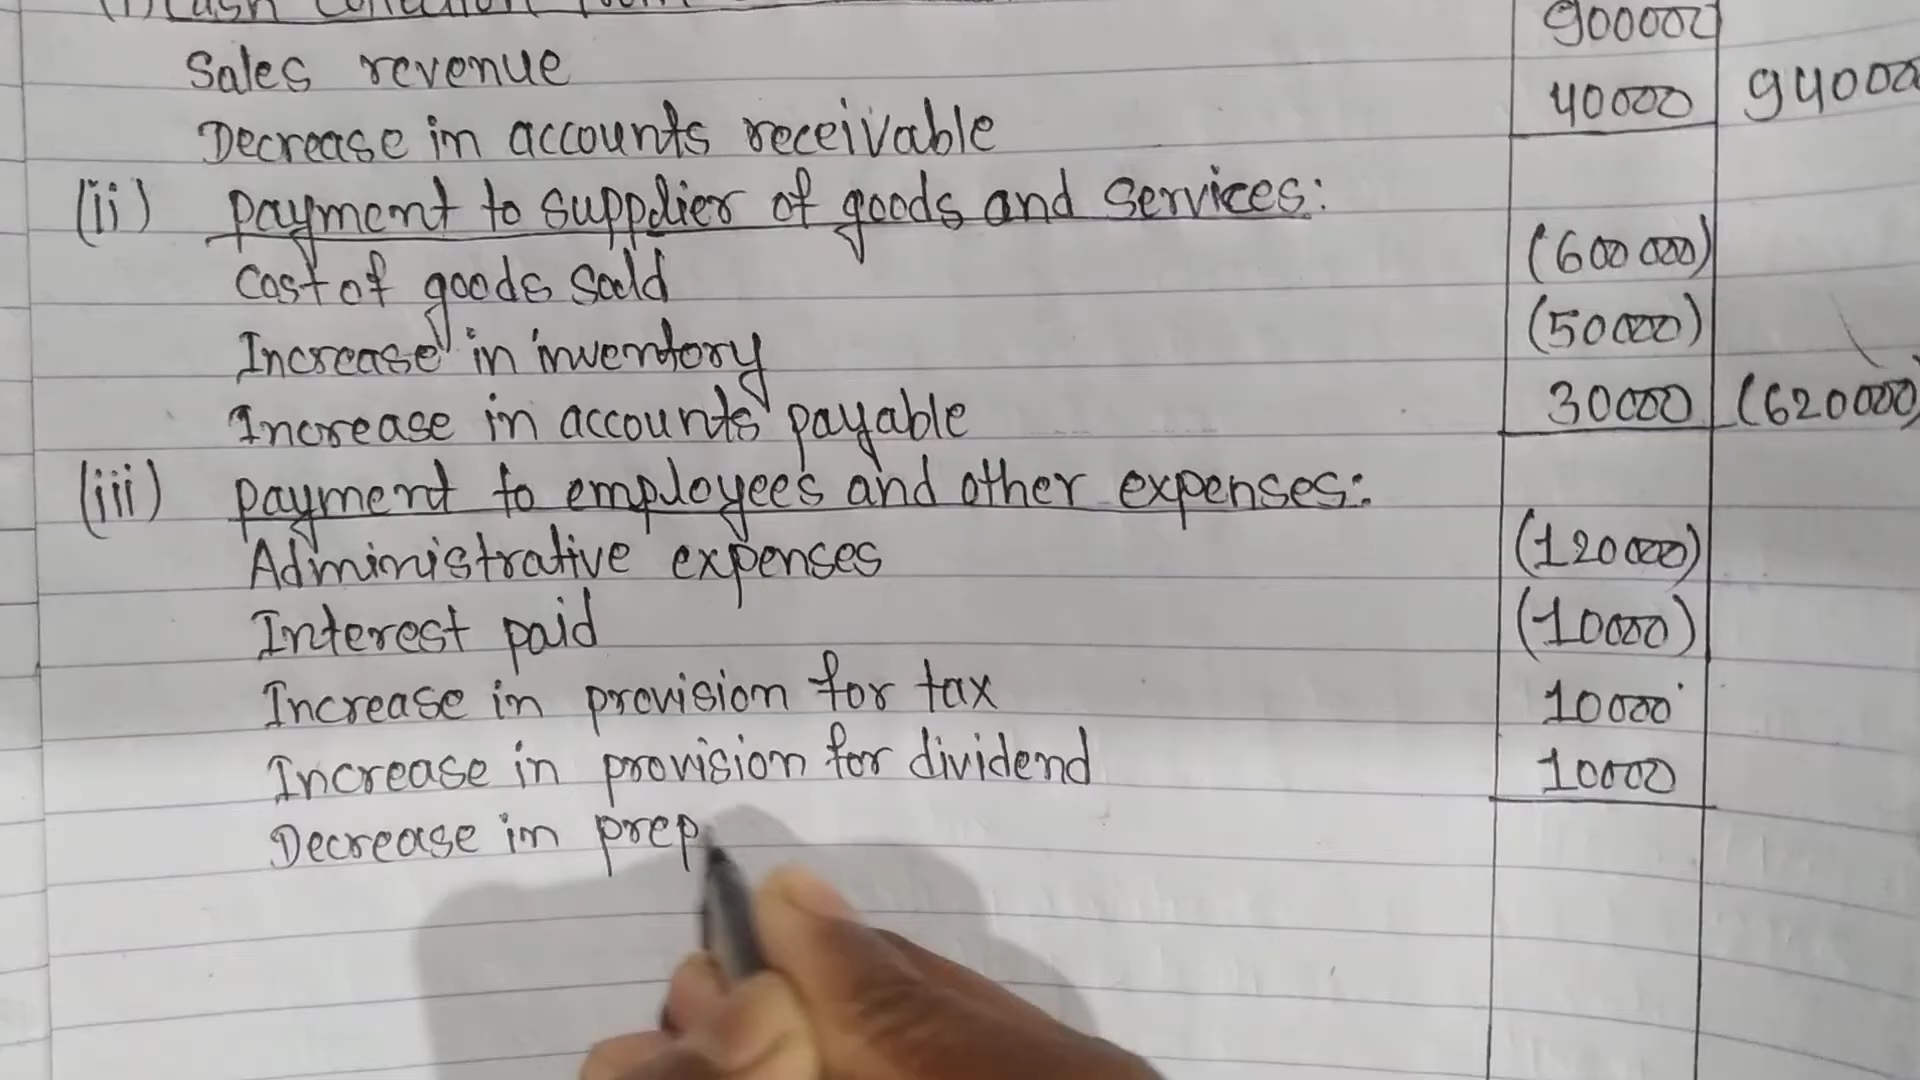 Sales revenue 900000
Decrease in accounts receivable 40000 940000
(ii) payment to supplier of goods and services:
Cost of goods sold (600000)
Increase in inventory (50000)
Increase in accounts payable 30000 (620000)
(iii) payment to employees and other expenses:
Administrative expenses (120000)
Interest paid (10000)
Increase in provision for tax 10000
Increase in provision for dividend 10000
Decrease in prep